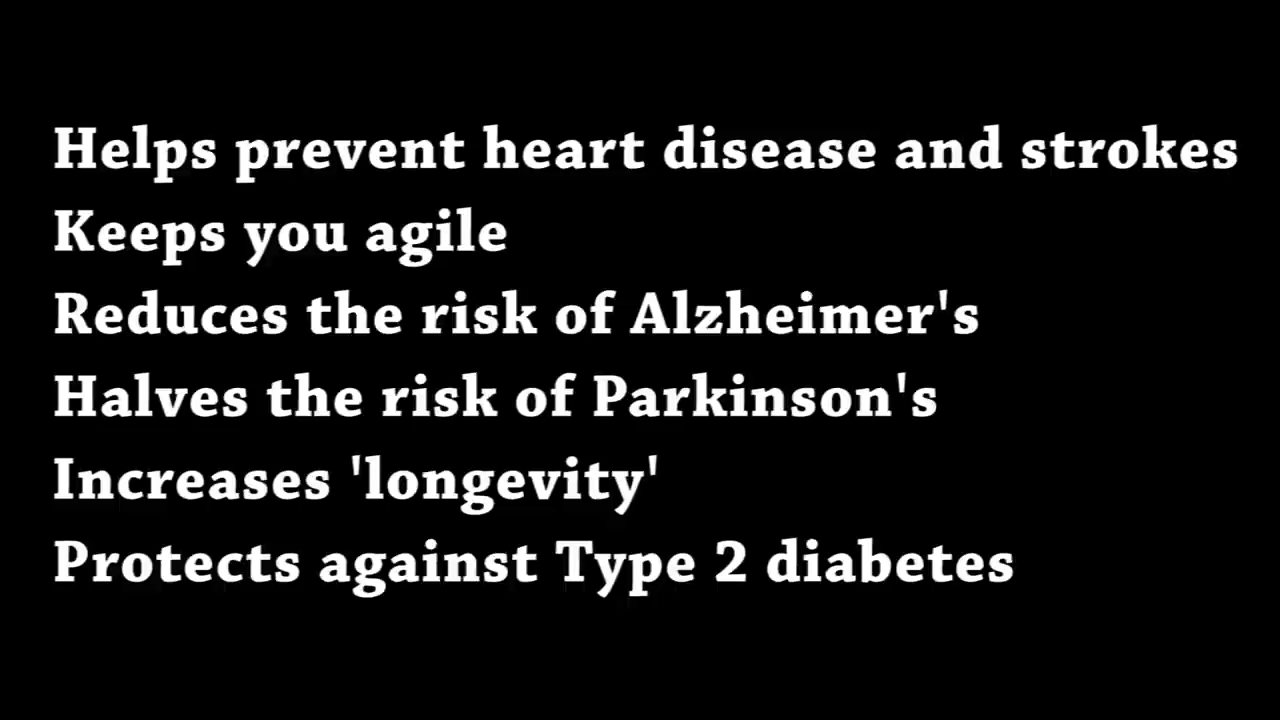 Helps prevent heart disease and strokes
Keeps you agile
Reduces the risk of Alzheimer's
Halves the risk of Parkinson's
Increases 'longevity'
Protects against Type 2 diabetes